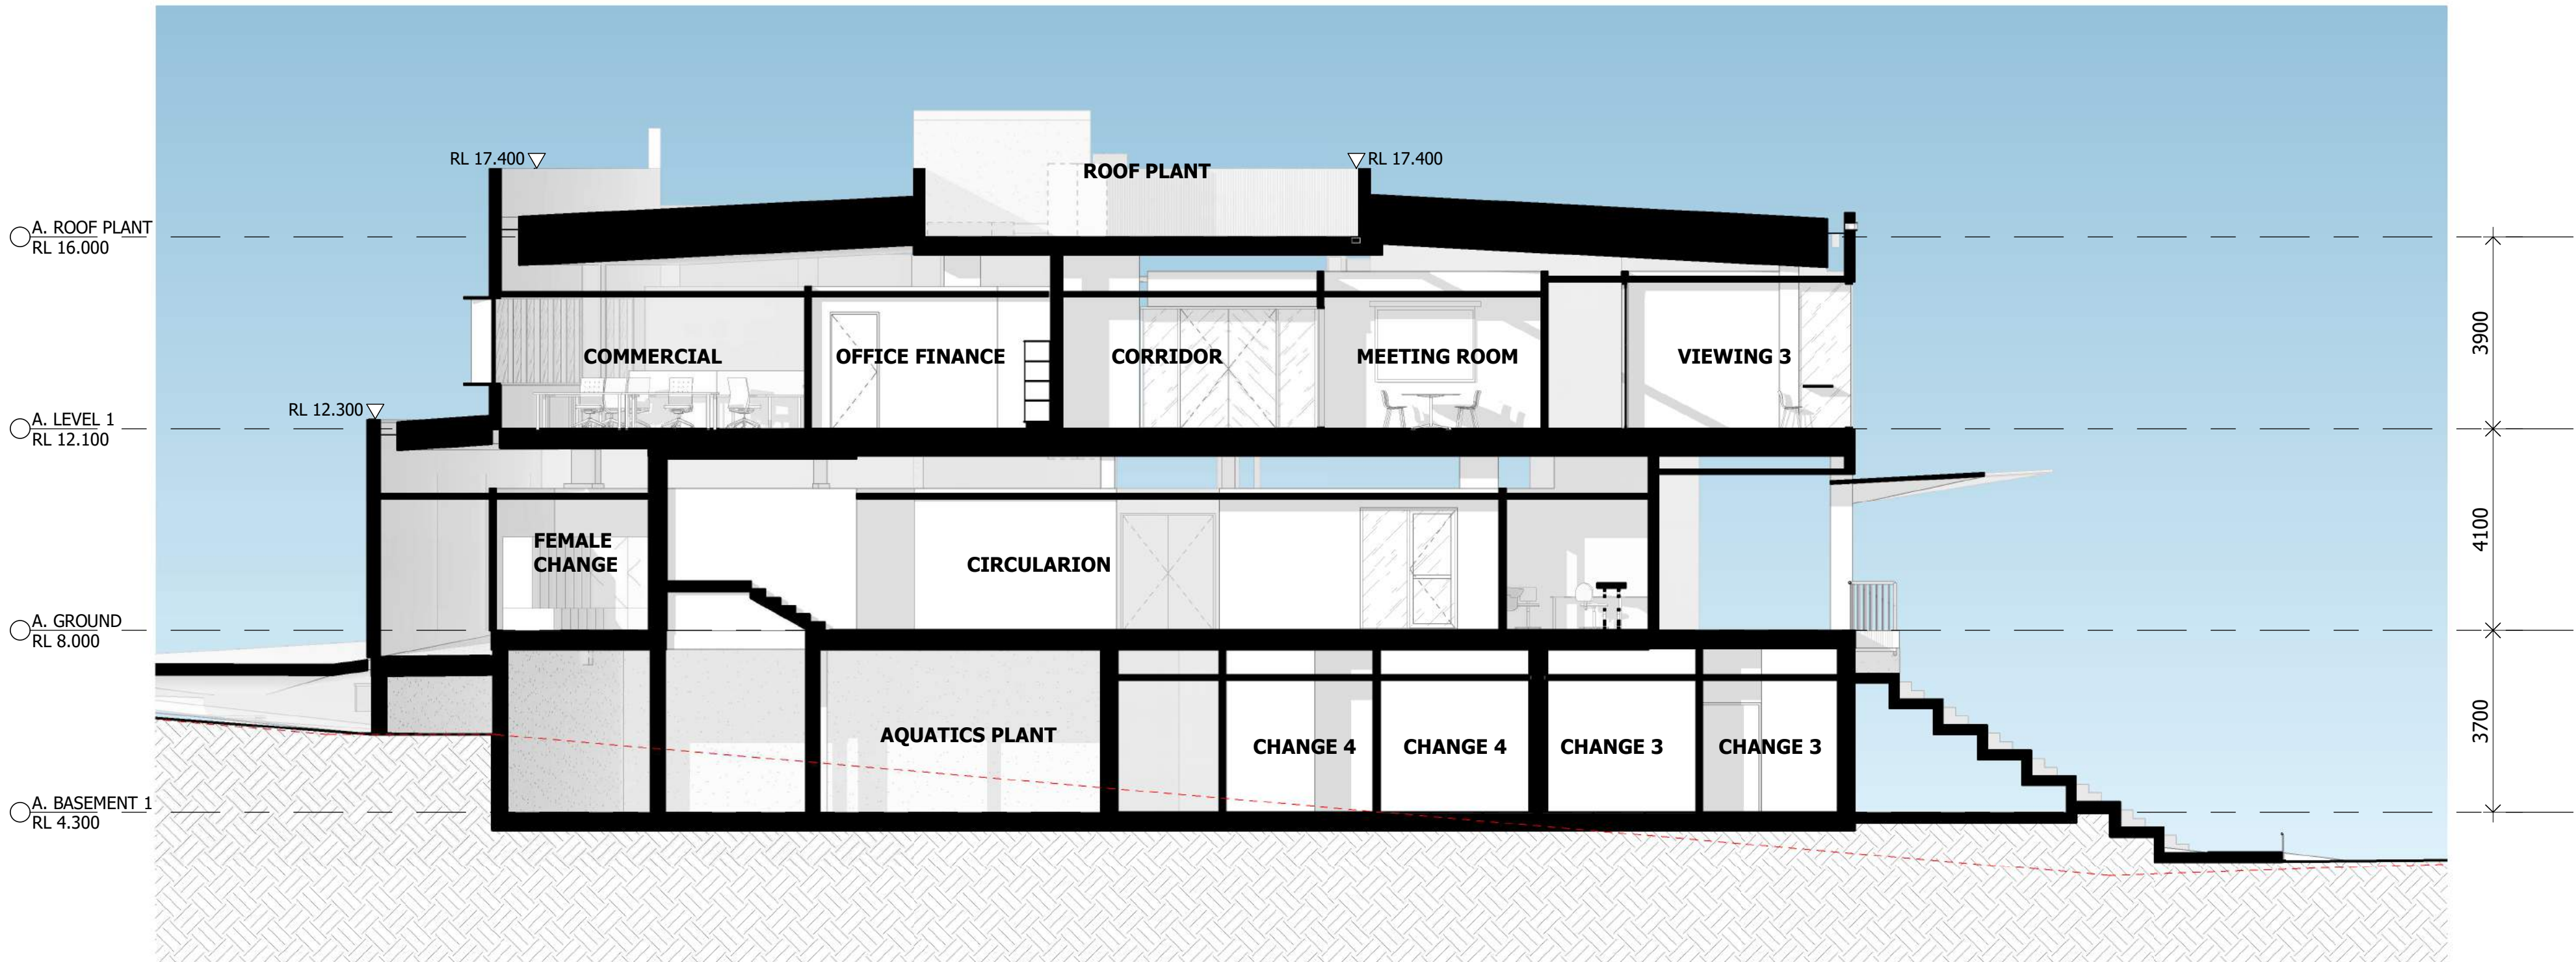 RL 17.400
RL 17.400
ROOF PLANT
A. ROOF PLANT
RL 16.000
3900
COMMERCIAL
OFFICE FINANCE
CORRIDOR
MEETING ROOM
VIEWING 3
RL 12.300
A. LEVEL 1
RL 12.100
4100
FEMALE
CHANGE
CIRCULARION
A. GROUND
RL 8.000
3700
AQUATICS PLANT
CHANGE 4
CHANGE 4
CHANGE 3
CHANGE 3
A. BASEMENT 1
RL 4.300